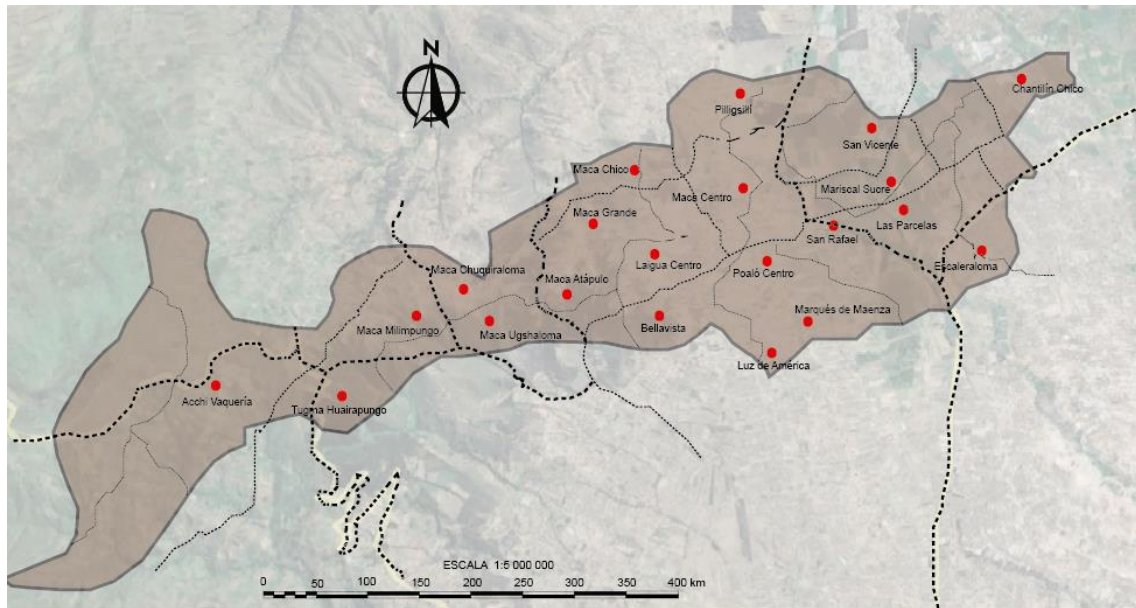 N
Chantilín Chico
Pilligsillí
San Vicente
Maca Chico
Maca Centro
Mariscal Sucre
Maca Grande
Las Parcelas
San Rafael
Escaleraloma
Laigua Centro
Poaló Centro
Maca Chuquiraloma
Maca Atápulo
Marqués de Maenza
Maca Milimpungo
Maca Ugshaloma
Bellavista
Luz de América
Acchi Vaquería
Tugma Huairapungo
ESCALA 1:5 000 000
0 50 100 150 200 250 300 350 400 km